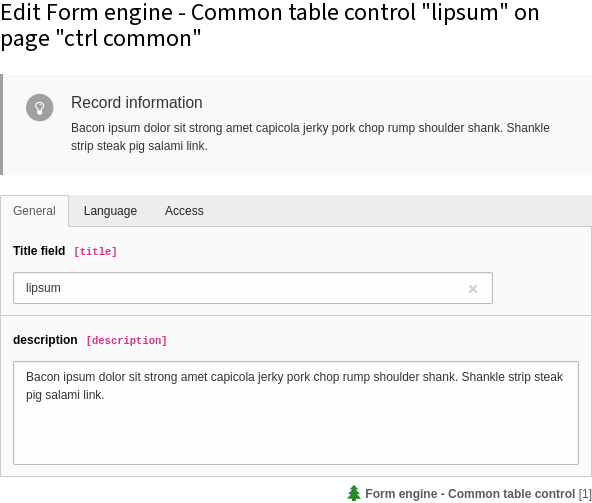 Edit Form engine - Common table control "lipsum" on
page "ctrl common"
Record information
Bacon ipsum dolor sit strong amet capicola jerky pork chop rump shoulder shank. Shankle
strip steak pig salami link.
General Language Access
Title field [title]
lipsum ×
description [description]
Bacon ipsum dolor sit strong amet capicola jerky pork chop rump shoulder shank. Shankle strip steak
pig salami link.
Form engine - Common table control [1]